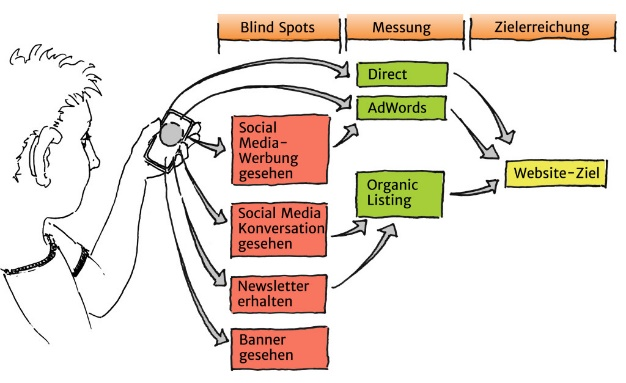 Blind Spots
Messung
Zielerreichung
Direct
AdWords
Social
Media-
Werbung
gesehen
Organic
Listing
Website-Ziel
Social Media
Konversation
gesehen
Newsletter
erhalten
Banner
gesehen